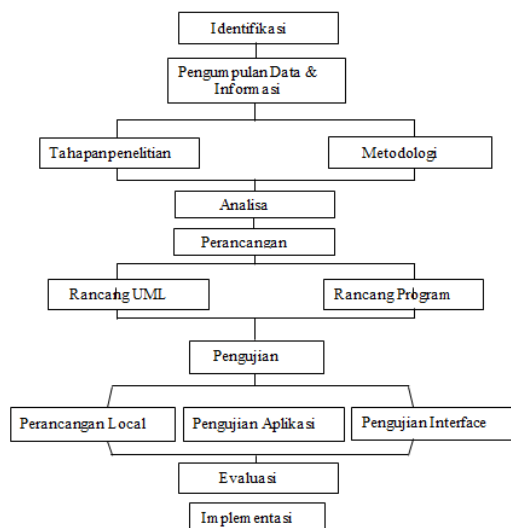 Identifikasi
Pengumpulan Data &
Informasi
Tahapanpenelitian
Metodologi
Analisa
Perancangan
Rancang UML
Rancang Program
Pengujian
Perancangan Local
Pengujian Aplikasi
Pengujian Interface
Evaluasi
Implementasi